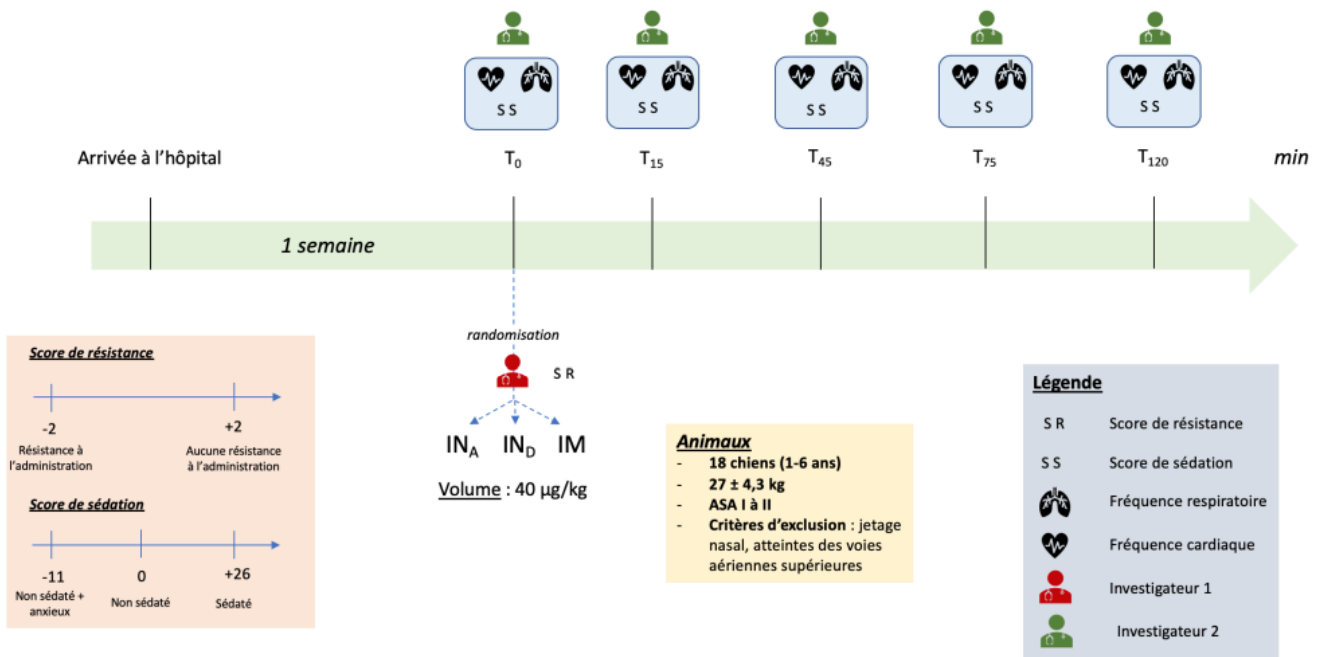 S S
S S
S S
S S
S S
Arrivée à l'hôpital
T0
T15
T45
T75
T120
min
1 semaine
randomisation
S R
INA IND IM
Volume : 40 µg/kg
Score de résistance
-2
+2
Résistance à
l'administration
Aucune résistance
à l'administration
Score de sédation
-11
0
+26
Non sédaté +
anxieux
Non sédaté
Sédaté
Animaux
- 18 chiens (1-6 ans)
- 27 ± 4,3 kg
- ASA I à II
- Critères d'exclusion : jetage
nasal, atteintes des voies
aériennes supérieures
Légende
S R Score de résistance
S S Score de sédation
Fréquence respiratoire
Fréquence cardiaque
Investigateur 1
Investigateur 2